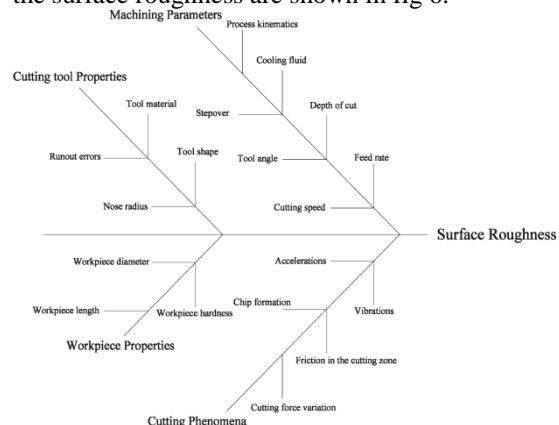 the surface roughness are shown in fig 6.
Machining Parameters
Process kinematics
Cooling fluid
Cutting tool Properties
Tool material
Stepover
Depth of cut
Runout errors
Tool shape
Tool angle
Feed rate
Nose radius
Cutting speed
Surface Roughness
Workpiece diameter
Accelerations
Chip formation
Workpiece length
Workpiece hardness
Vibrations
Workpiece Properties
Friction in the cutting zone
Cutting force variation
Cutting Phenomena